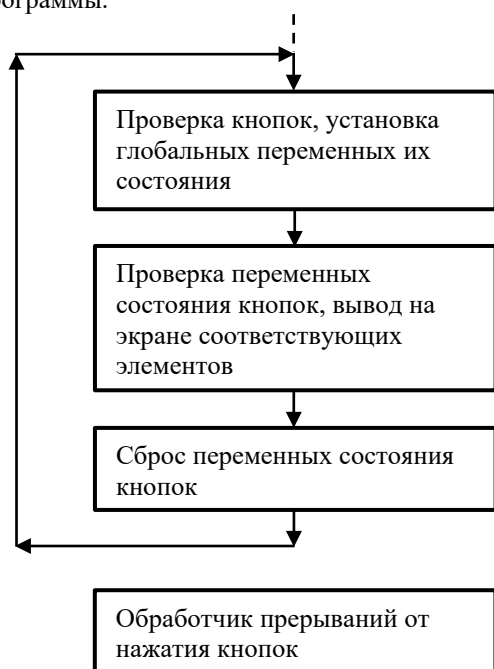 Проверка кнопок, установка
глобальных переменных их
состояния
Проверка переменных
состояния кнопок, вывод на
экране соответствующих
элементов
Сброс переменных состояния
кнопок
Обработчик прерываний от
нажатия кнопок